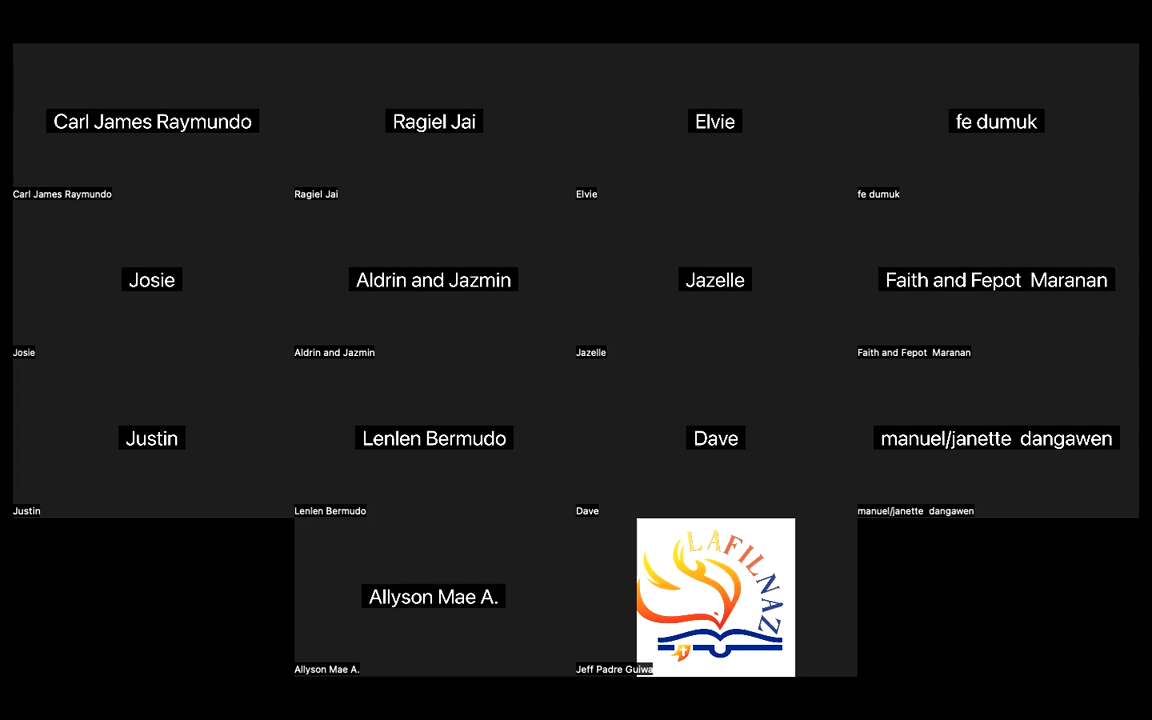 Carl James Raymundo
Ragiel Jai
Elvie
fe dumuk
Carl James Raymundo
Ragiel Jai
Elvie
fe dumuk
Josie
Aldrin and Jazmin
Jazelle
Faith and Fepot Maranan
Josie
Aldrin and Jazmin
Jazelle
Faith and Fepot Maranan
Justin
Lenlen Bermudo
Dave
manuel/janette dangawen
Justin
Lenlen Bermudo
Dave
manuel/janette dangawen
Allyson Mae A.
LAFILNAZ
Allyson Mae A.
Jeff Padre Guiwa